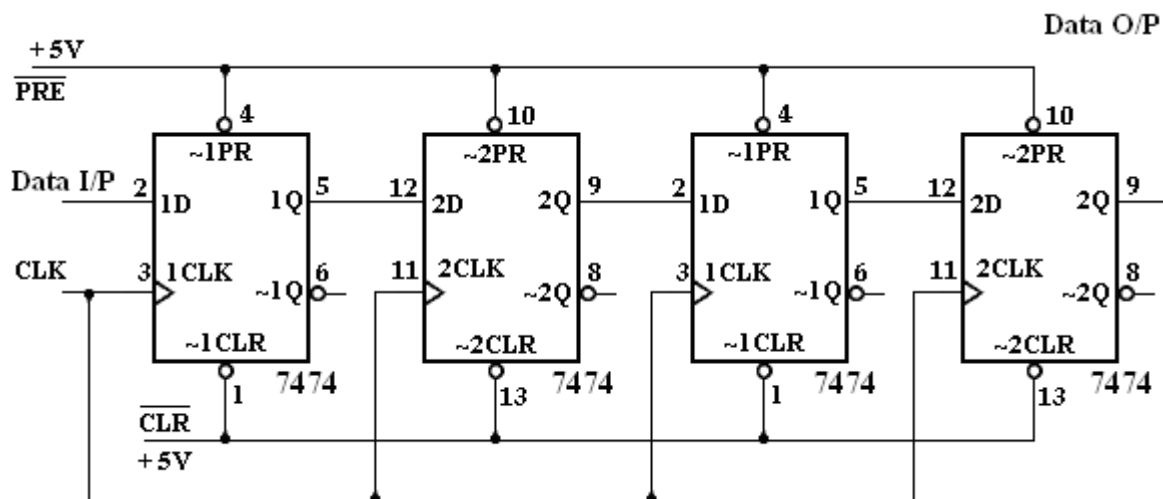 Data O/P
+5V
PRE
4 10 4 10
~1PR ~2PR ~1PR ~2PR
Data I/P 2 1D 1Q 5 12 2D 2Q 9 2 1D 1Q 5 12 2D 2Q 9
CLK 3 1CLK ~1Q 6 11 2CLK ~2Q 8 3 1CLK ~1Q 6 11 2CLK ~2Q 8
~1CLR ~2CLR ~1CLR ~2CLR
1 7474 13 7474 1 7474 13 7474
CLR
+5V